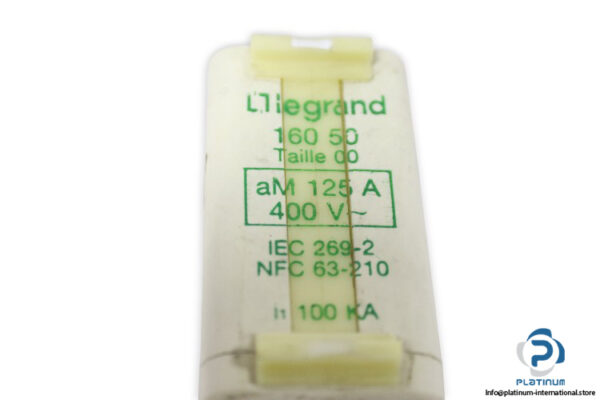 legrand
160 50
Taille 00
aM 125 A
400 V~
IEC 269-2
NFC 63-210
I1 100 KA
PLATINUM
Info@platinum-international.store